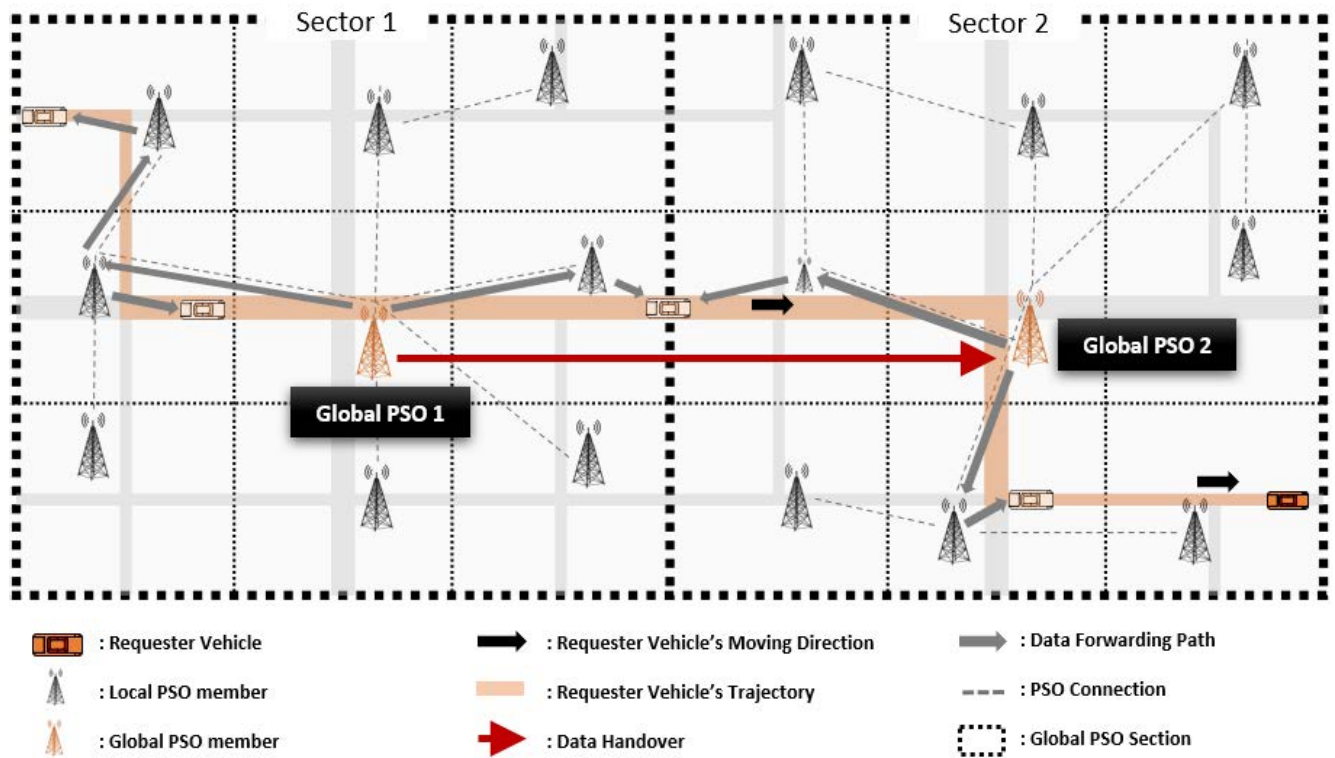 Sector 1
Sector 2
Global PSO 1
Global PSO 2
: Requester Vehicle
: Requester Vehicle's Moving Direction
: Data Forwarding Path
: Local PSO member
: Requester Vehicle's Trajectory
: PSO Connection
: Global PSO member
: Data Handover
: Global PSO Section